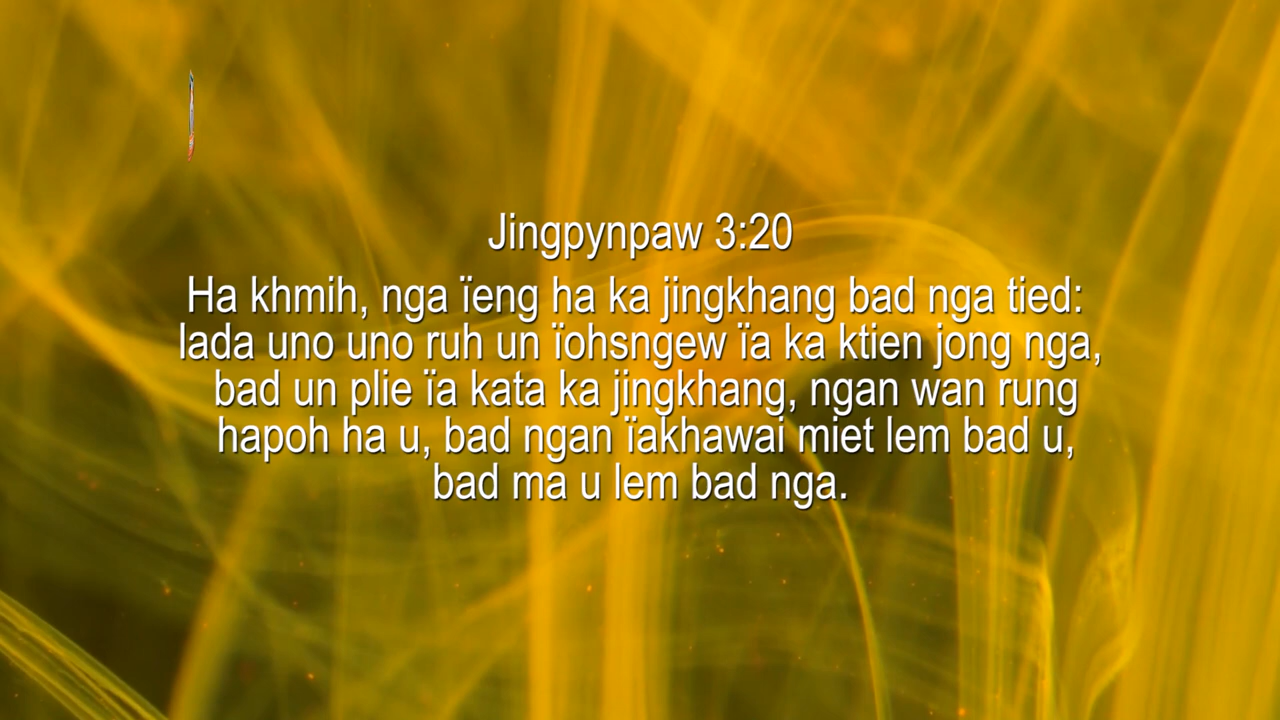 Jingpynpaw 3:20
Ha khmih, nga ïeng ha ka jingkhang bad nga tied:
lada uno uno ruh un ïohsngew ïa ka ktien jong nga,
bad un plie ïa kata ka jingkhang, ngan wan rung
hapoh ha u, bad ngan ïakhawai miet lem bad u,
bad ma u lem bad nga.